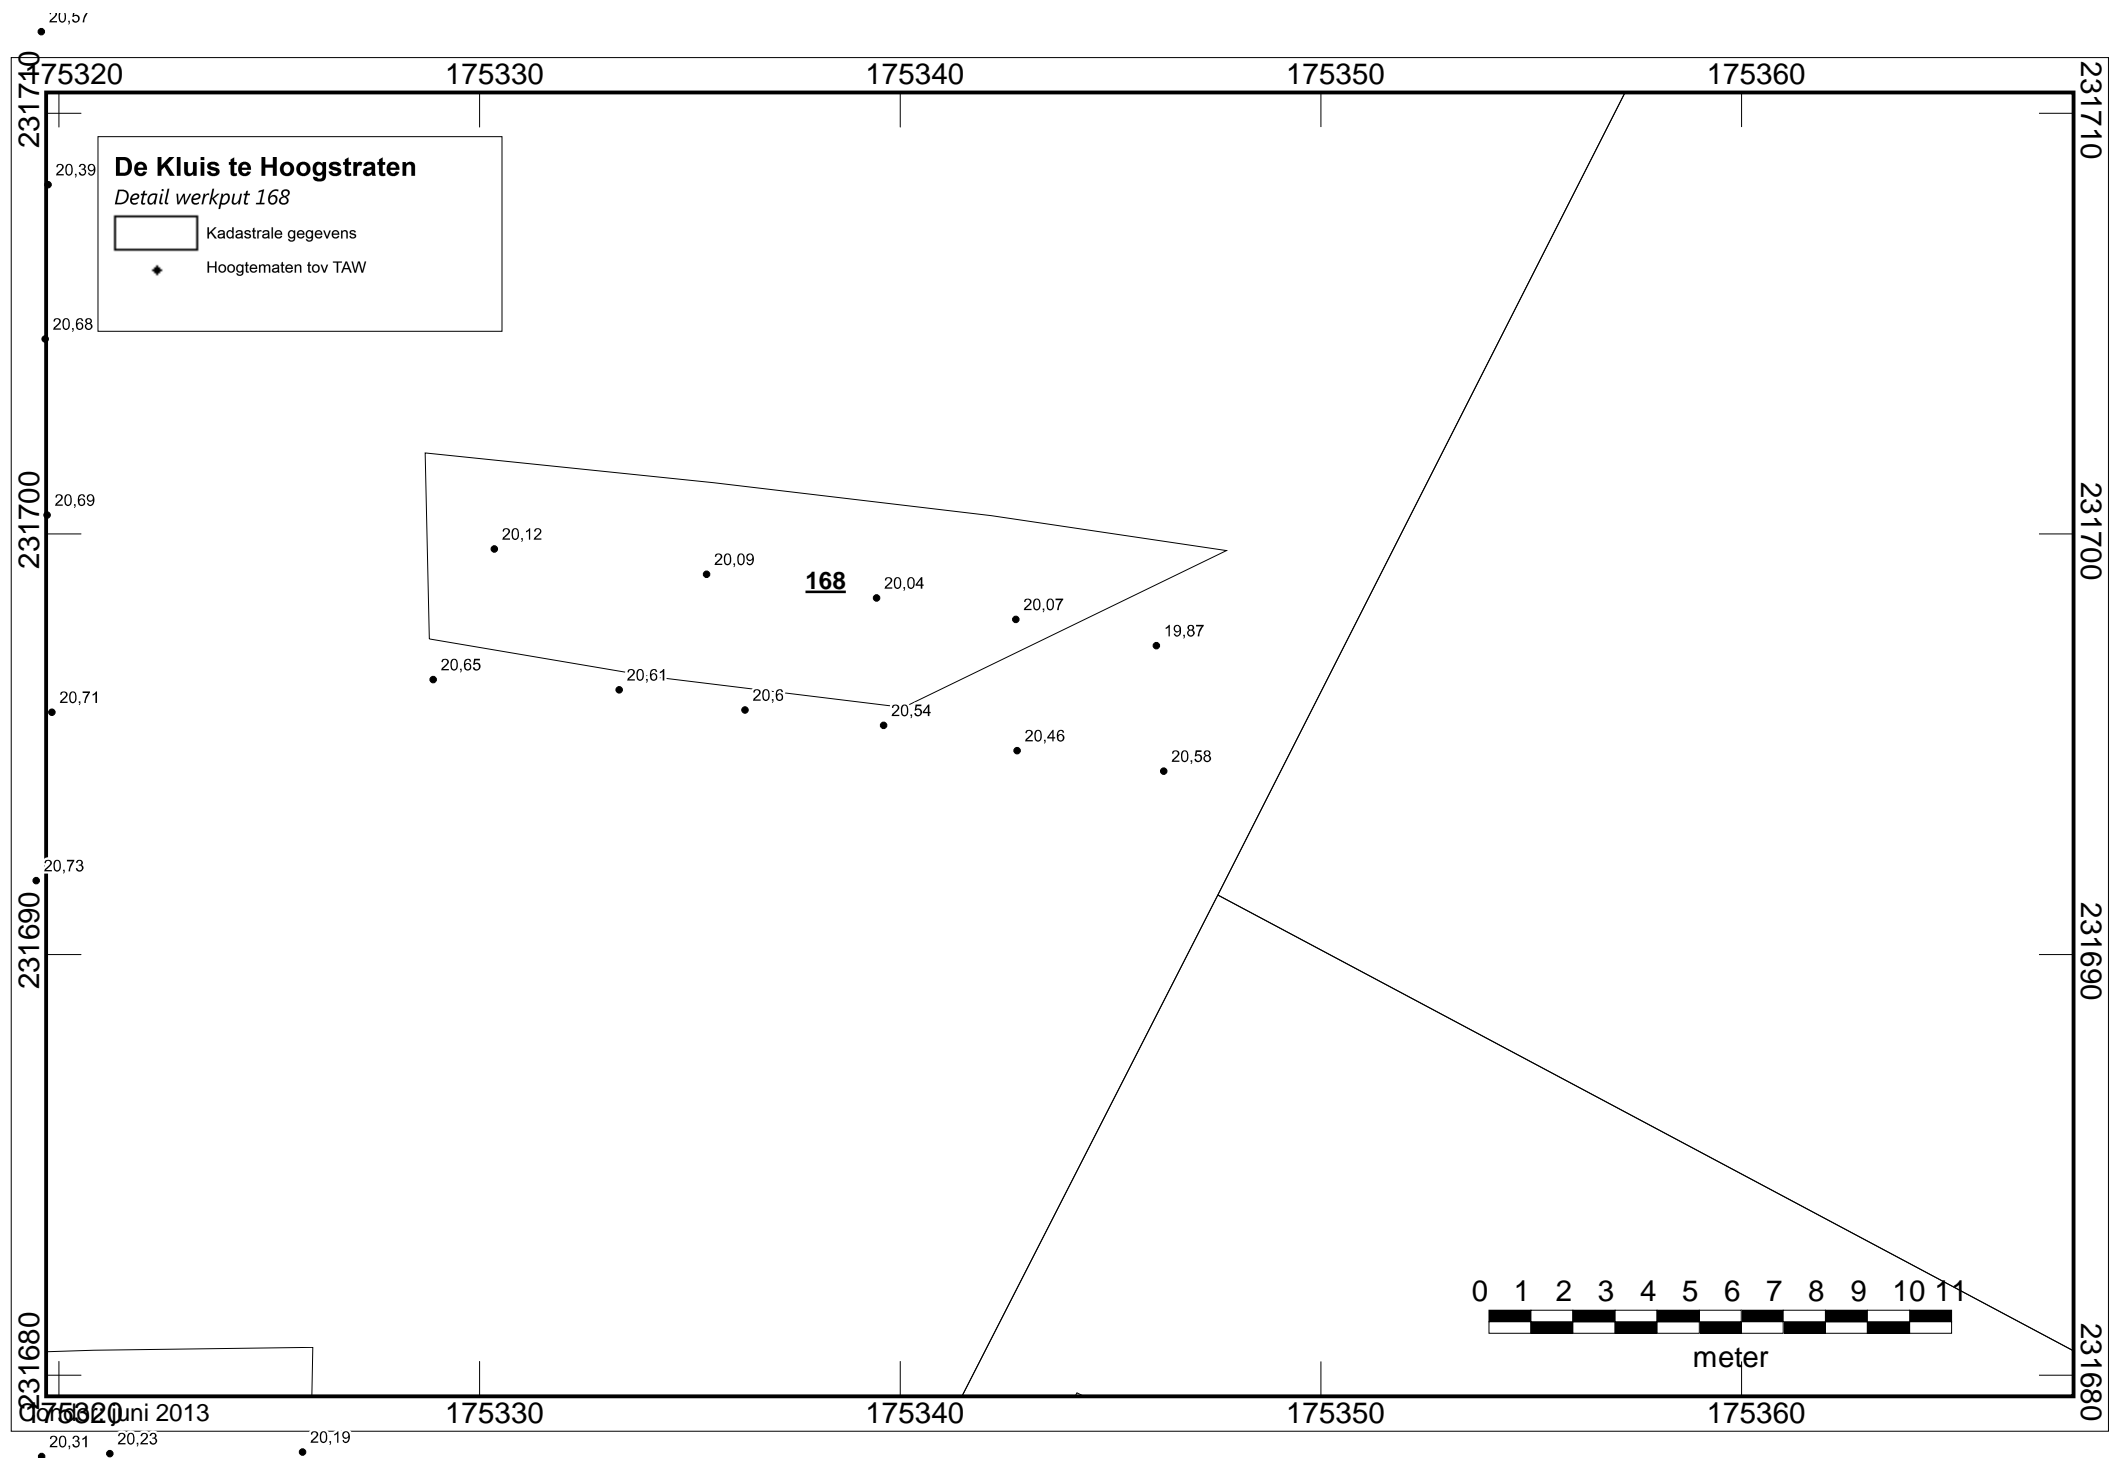 20,57
175320 175330 175340 175350 175360
231710
231710
De Kluis te Hoogstraten
Detail werkput 168
Kadastrale gegevens
Hoogtematen tov TAW
20,39
20,68
20,69
231700
231700
20,12
20,09
168
20,04
20,07
19,87
20,65
20,61
20,6
20,54
20,46
20,58
20,71
20,73
231690
231690
0 1 2 3 4 5 6 7 8 9 10 11
meter
231680
231680
175320 175330 175340 175350 175360
juni 2013
20,31 20,23 20,19